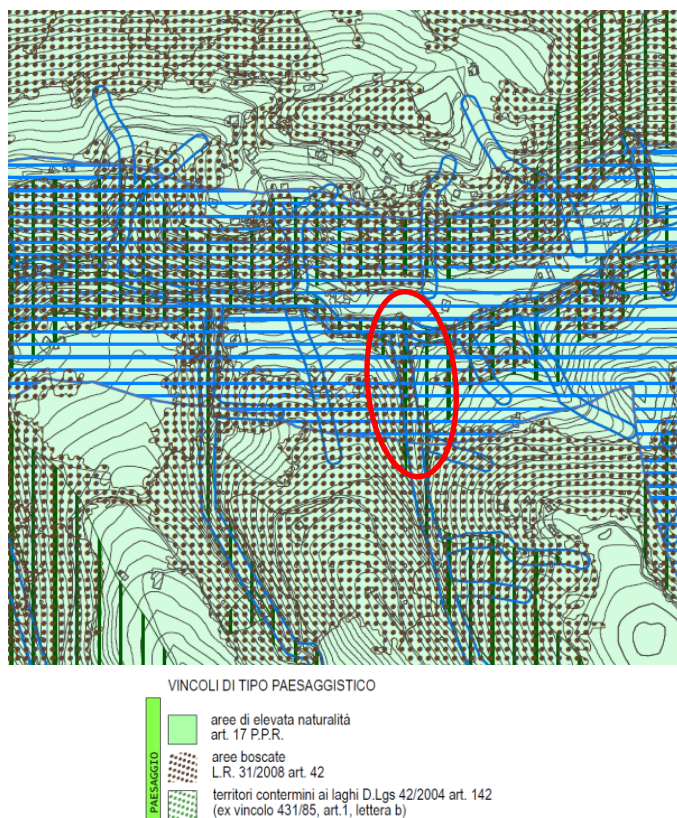 VINCOLI DI TIPO PAESAGGISTICO
PAESAGGIO
aree di elevata naturalità
art. 17 P.P.R.
aree boscate
L.R. 31/2008 art. 42
territori contermini ai laghi D.Lgs 42/2004 art. 142
(ex vincolo 431/85, art.1, lettera b)